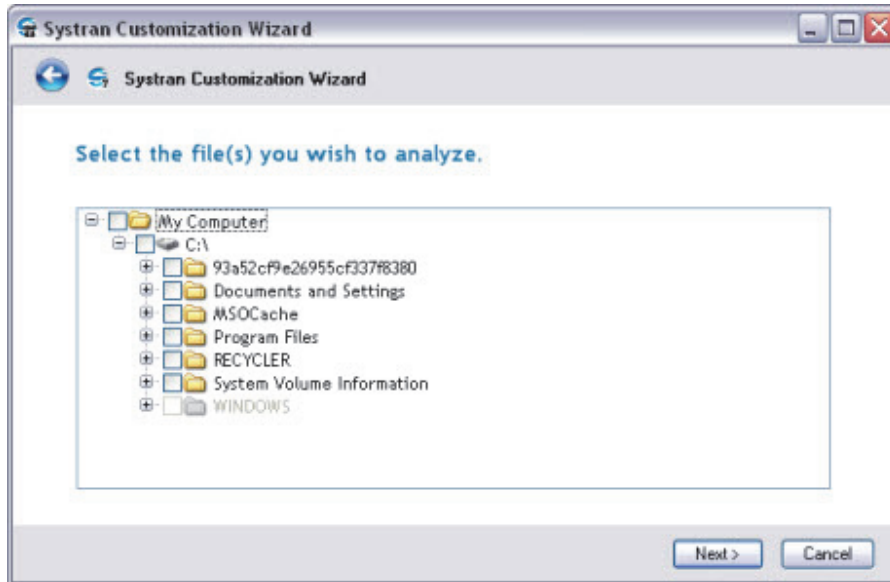 Systran Customization Wizard
Systran Customization Wizard
Select the file(s) you wish to analyze.
My Computer
C:\
93a52cf9e26955cf337f8380
Documents and Settings
MSOCache
Program Files
RECYCLER
System Volume Information
WINDOWS
Next >
Cancel